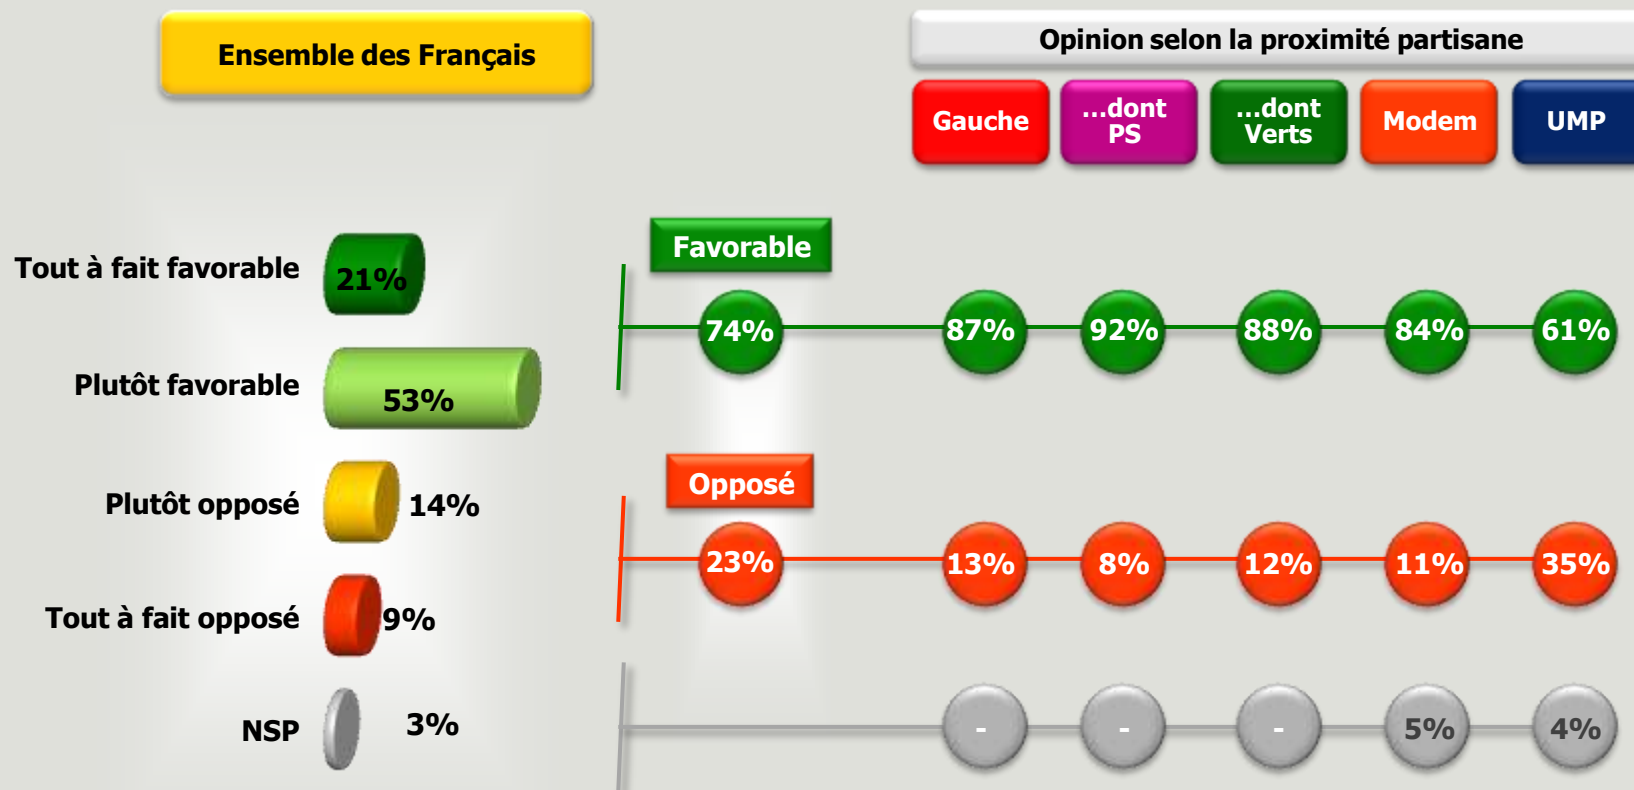 Ensemble des Français
Opinion selon la proximité partisane
Gauche
...dont
PS
...dont
Verts
Modem
UMP
Favorable
Tout à fait favorable 21%
74% 87% 92% 88% 84% 61%
Plutôt favorable 53%
Opposé
Plutôt opposé 14%
23% 13% 8% 12% 11% 35%
Tout à fait opposé 9%
NSP 3% - - - 5% 4%